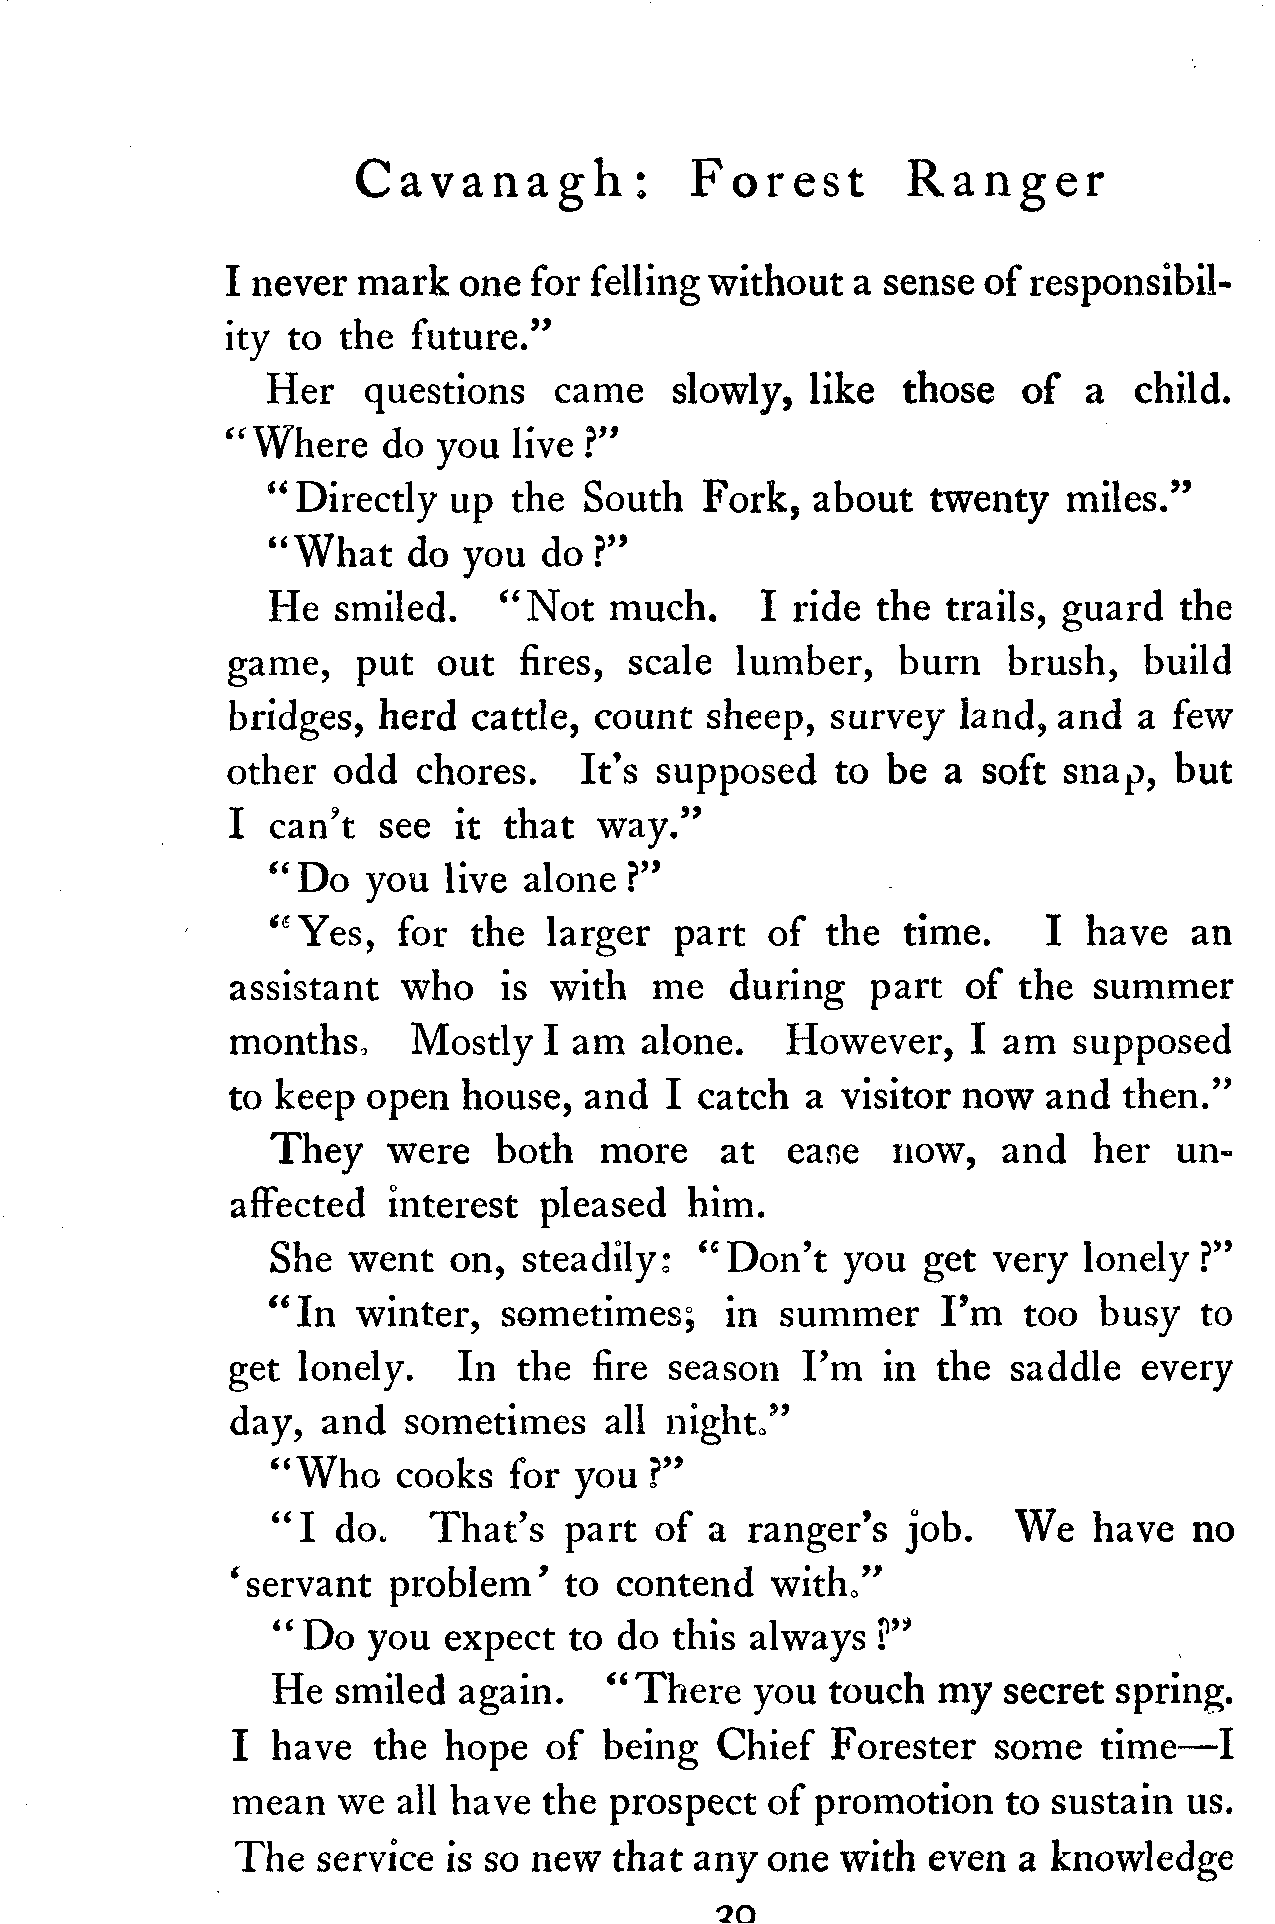 Cavanagh: Forest Ranger
I never mark one for felling without a sense of responsibil-
ity to the future."
Her questions came slowly, like those of a child.
"Where do you live?"
"Directly up the South Fork, about twenty miles."
"What do you do?"
He smiled. "Not much. I ride the trails, guard the
game, put out fires, scale lumber, burn brush, build
bridges, herd cattle, count sheep, survey land, and a few
other odd chores. It's supposed to be a soft snap, but
I can't see it that way."
"Do you live alone?"
"Yes, for the larger part of the time. I have an
assistant who is with me during part of the summer
months. Mostly I am alone. However, I am supposed
to keep open house, and I catch a visitor now and then."
They were both more at ease now, and her un-
affected interest pleased him.
She went on, steadily: "Don't you get very lonely?"
"In winter, sometimes; in summer I'm too busy to
get lonely. In the fire season I'm in the saddle every
day, and sometimes all night."
"Who cooks for you?"
"I do. That's part of a ranger's job. We have no
'servant problem' to contend with."
"Do you expect to do this always?"
He smiled again. "There you touch my secret spring.
I have the hope of being Chief Forester some time—I
mean we all have the prospect of promotion to sustain us.
The service is so new that any one with even a knowledge